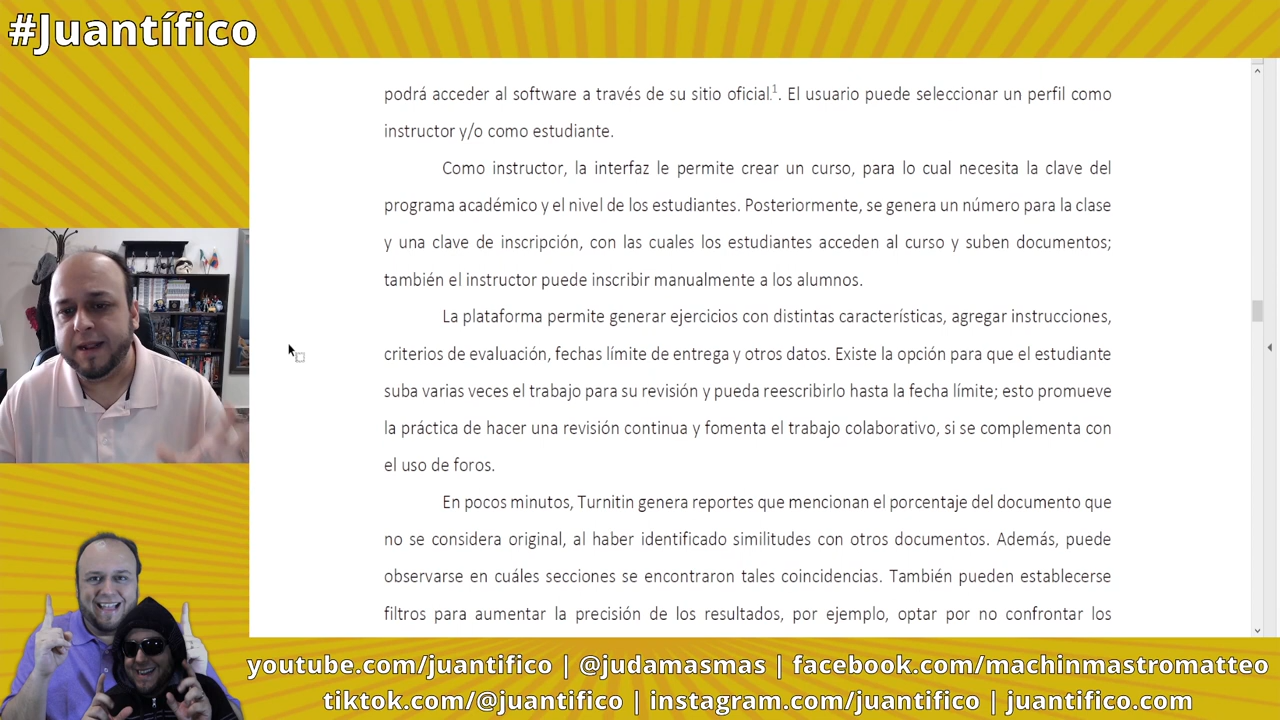 #Juantífico
podrá acceder al software a través de su sitio oficial.1. El usuario puede seleccionar un perfil como
instructor y/o como estudiante.
Como instructor, la interfaz le permite crear un curso, para lo cual necesita la clave del
programa académico y el nivel de los estudiantes. Posteriormente, se genera un número para la clase
y una clave de inscripción, con las cuales los estudiantes acceden al curso y suben documentos;
también el instructor puede inscribir manualmente a los alumnos.
La plataforma permite generar ejercicios con distintas características, agregar instrucciones,
criterios de evaluación, fechas límite de entrega y otros datos. Existe la opción para que el estudiante
suba varias veces el trabajo para su revisión y pueda reescribirlo hasta la fecha límite; esto promueve
la práctica de hacer una revisión continua y fomenta el trabajo colaborativo, si se complementa con
el uso de foros.
En pocos minutos, Turnitin genera reportes que mencionan el porcentaje del documento que
no se considera original, al haber identificado similitudes con otros documentos. Además, puede
observarse en cuáles secciones se encontraron tales coincidencias. También pueden establecerse
filtros para aumentar la precisión de los resultados, por ejemplo, optar por no confrontar los
youtube.com/juantifico | @judamasmas | facebook.com/machinmastromatteo
tiktok.com/@juantifico | instagram.com/juantifico | juantifico.com